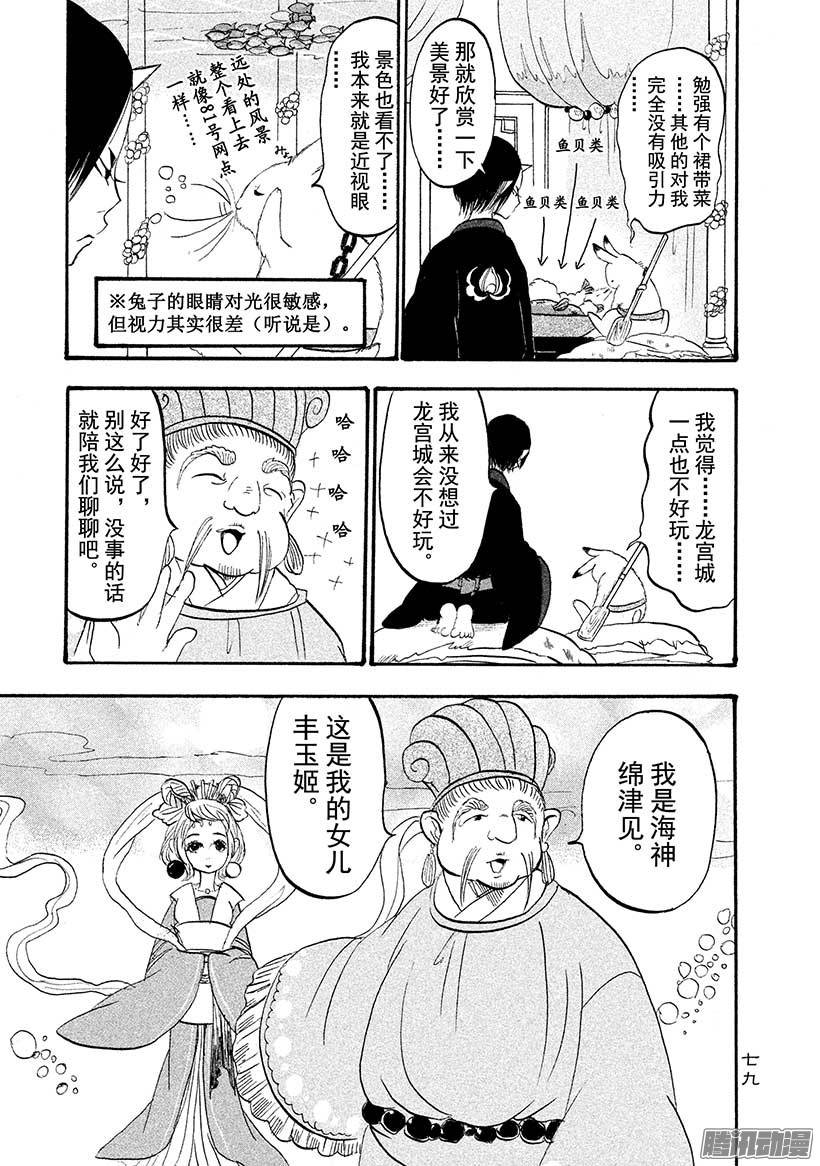 勉强有个裙带菜
……其他的对我
完全没有吸引力
那就欣赏一下
美景好了……
鱼贝类
鱼贝类
鱼贝类
景色也看不了……
我本来就是近视眼
……
远处的风景
整个看上去
就像81号网点
一样……
※兔子的眼睛对光很敏感，
但视力其实很差（听说是）。
我觉得……龙宫城
一点也不好玩……
我从来没想过
龙宫城会不好玩。
哈
哈
哈
哈
好了好了，
别这么说，没事的话
就陪我们聊聊吧。
我是海神
绵津见。
这是我的女儿
丰玉姬。
七九
腾讯动漫